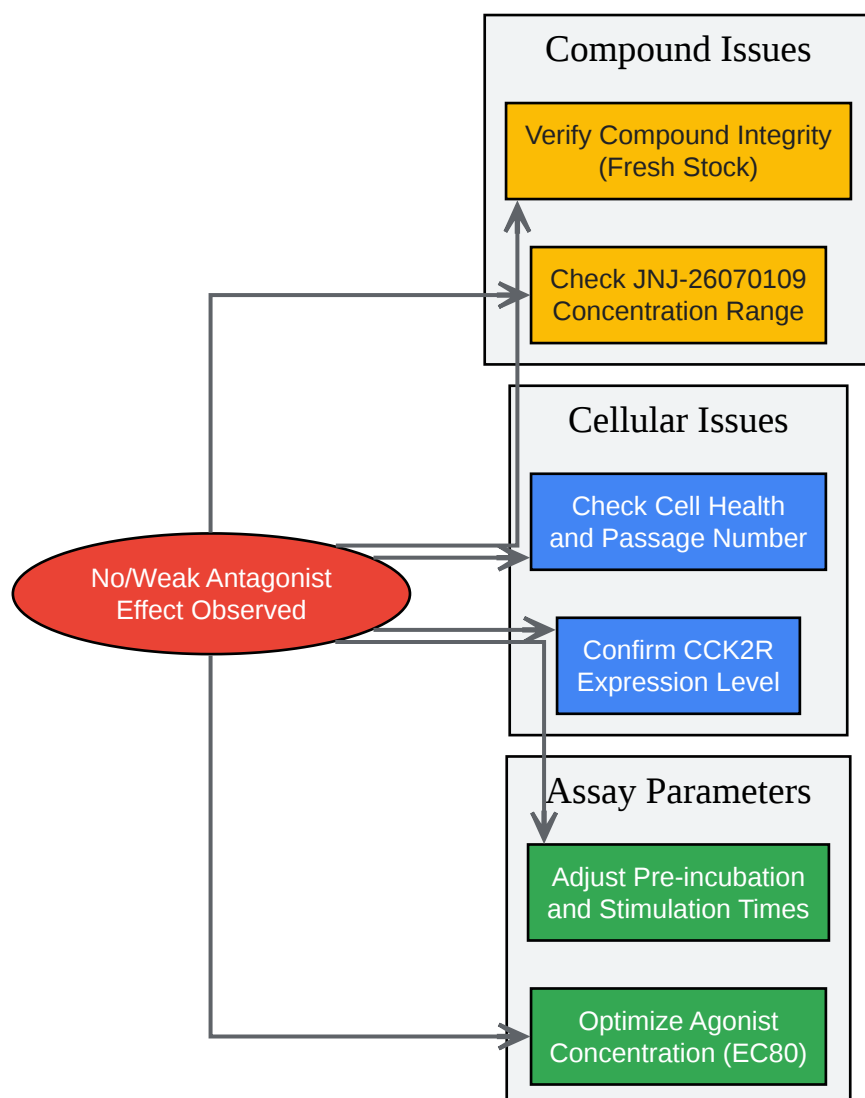 Compound Issues
Verify Compound Integrity
(Fresh Stock)
Check JNJ-26070109
Concentration Range
Cellular Issues
Check Cell Health
and Passage Number
No/Weak Antagonist
Effect Observed
Confirm CCK2R
Expression Level
Assay Parameters
Adjust Pre-incubation
and Stimulation Times
Optimize Agonist
Concentration (EC80)